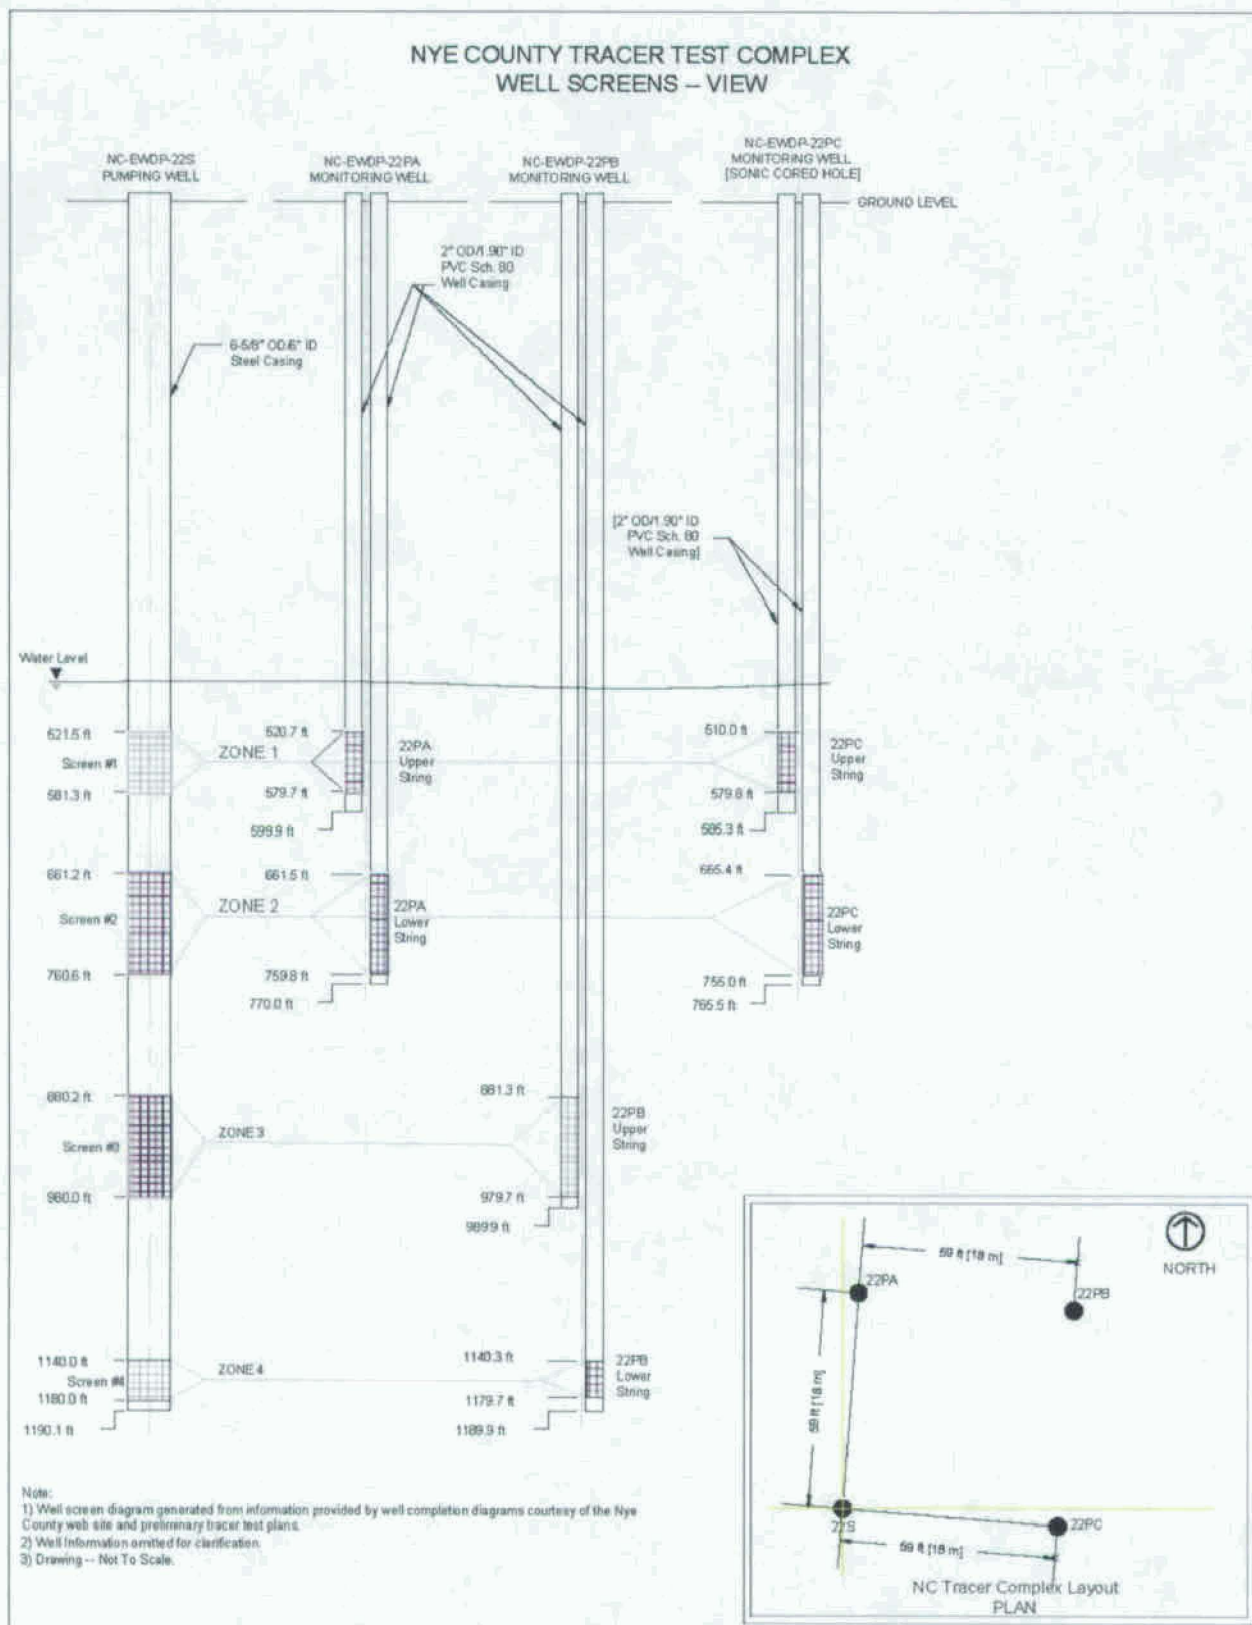 NYE COUNTY TRACER TEST COMPLEX
WELL SCREENS -- VIEW
NC-EWDP-22S
PUMPING WELL
NC-EWDP-22PA
MONITORING WELL
NC-EWDP-22PB
MONITORING WELL
NC-EWDP-22PC
MONITORING WELL
[SONIC CORED HOLE]
GROUND LEVEL
2" OD/1.90" ID
PVC Sch. 80
Well Casing
6-5/8" OD.6" ID
Steel Casing
[2" OD/1.90" ID
PVC Sch. 80
Well Casing]
Water Level
521.5 ft
Screen #1
581.3 ft
ZONE 1
520.7 ft
579.7 ft
599.9 ft
22PA
Upper
String
510.0 ft
579.8 ft
585.3 ft
22PC
Upper
String
661.2 ft
Screen #2
760.6 ft
ZONE 2
661.5 ft
759.8 ft
770.0 ft
22PA
Lower
String
665.4 ft
755.0 ft
765.5 ft
22PC
Lower
String
880.2 ft
Screen #3
980.0 ft
ZONE 3
881.3 ft
979.7 ft
989.9 ft
22PB
Upper
String
1140.0 ft
Screen #4
1180.0 ft
1190.1 ft
ZONE 4
1140.3 ft
1179.7 ft
1189.9 ft
22PB
Lower
String
59 ft [18 m]
NORTH
22PA
22PB
59 ft [18 m]
22S
22PC
59 ft [18 m]
NC Tracer Complex Layout
PLAN
Note:
1) Well screen diagram generated from information provided by well completion diagrams courtesy of the Nye
County web site and preliminary tracer test plans.
2) Well Information omitted for clarification.
3) Drawing -- Not To Scale.